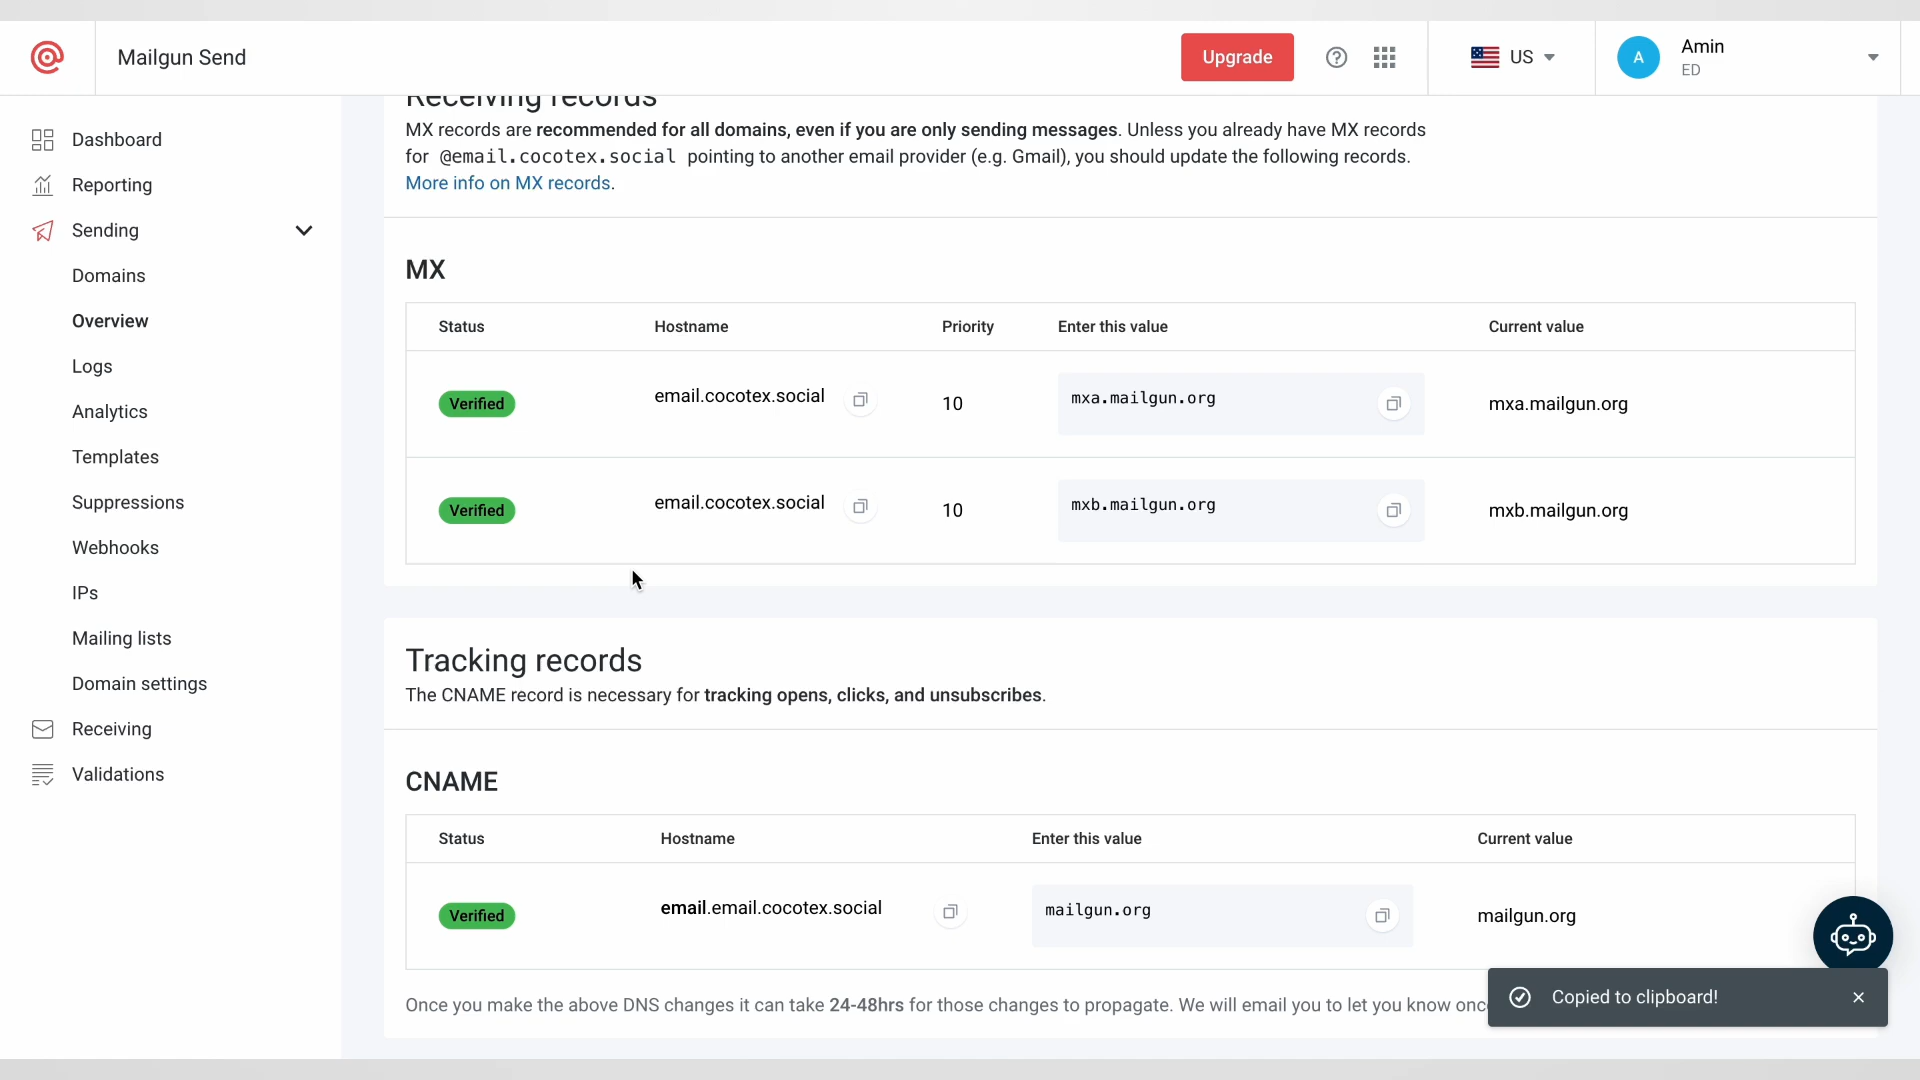 Mailgun Send
Upgrade
US
A
Amin
ED
Dashboard
Reporting
Sending
Domains
Overview
Logs
Analytics
Templates
Suppressions
Webhooks
IPs
Mailing lists
Domain settings
Receiving
Validations
Receiving records
MX records are recommended for all domains, even if you are only sending messages. Unless you already have MX records
for @email.cocotex.social pointing to another email provider (e.g. Gmail), you should update the following records.
More info on MX records.
MX
Status Hostname Priority Enter this value Current value
Verified email.cocotex.social 10 mxa.mailgun.org mxa.mailgun.org
Verified email.cocotex.social 10 mxb.mailgun.org mxb.mailgun.org
Tracking records
The CNAME record is necessary for tracking opens, clicks, and unsubscribes.
CNAME
Status Hostname Enter this value Current value
Verified email.email.cocotex.social mailgun.org mailgun.org
Once you make the above DNS changes it can take 24-48hrs for those changes to propagate. We will email you to let you know
Copied to clipboard!